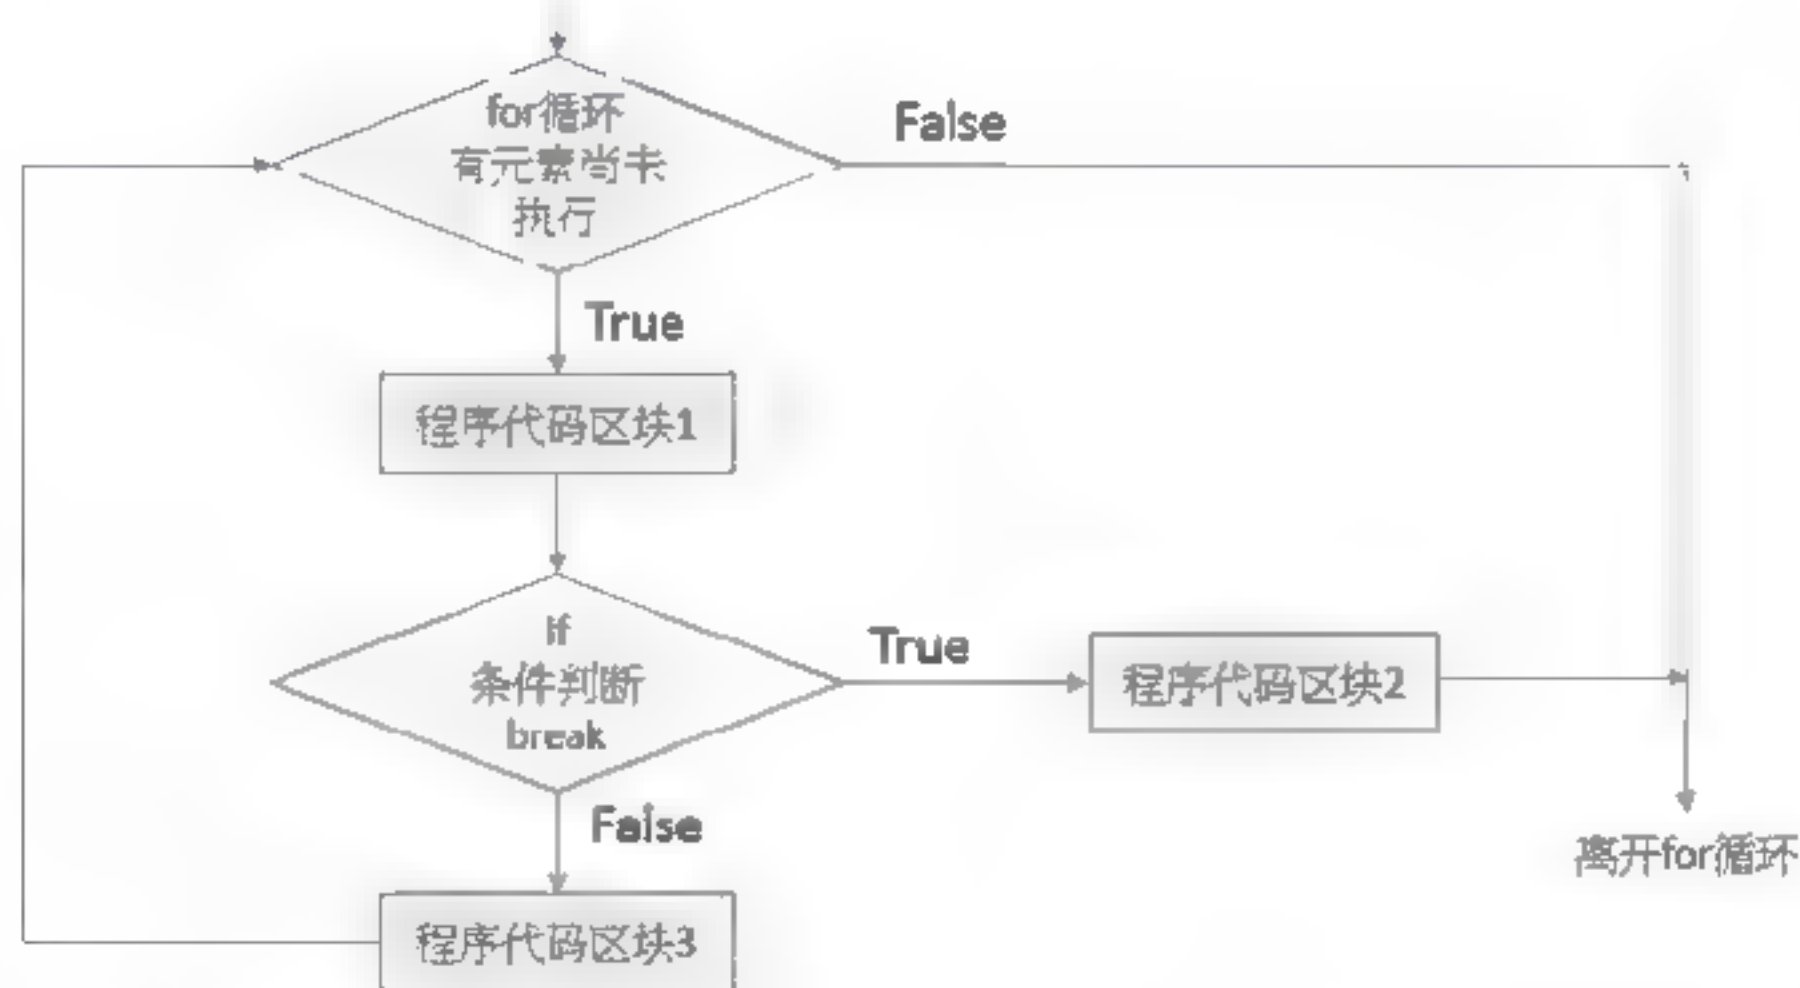 for循环
False
有元素尚未
执行
True
程序代码区块1
if
条件判断
break
True
程序代码区块2
False
离开for循环
程序代码区块3